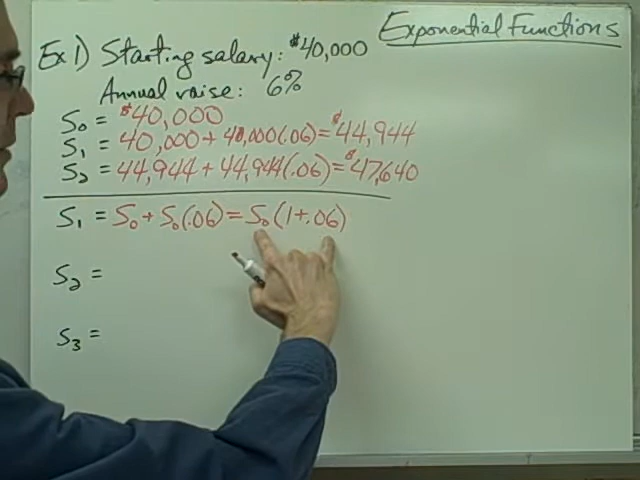 Exponential Functions
Ex 1) Starting salary: $40,000
Annual raise: 6%
S₀ = $40,000
S₁ = 40,000 + 40,000(.06) = $44,944
S₂ = 44,944 + 44,944(.06) = $47,640
S₁ = S₀ + S₀(.06) = S₀(1+.06)
S₂ =
S₃ =